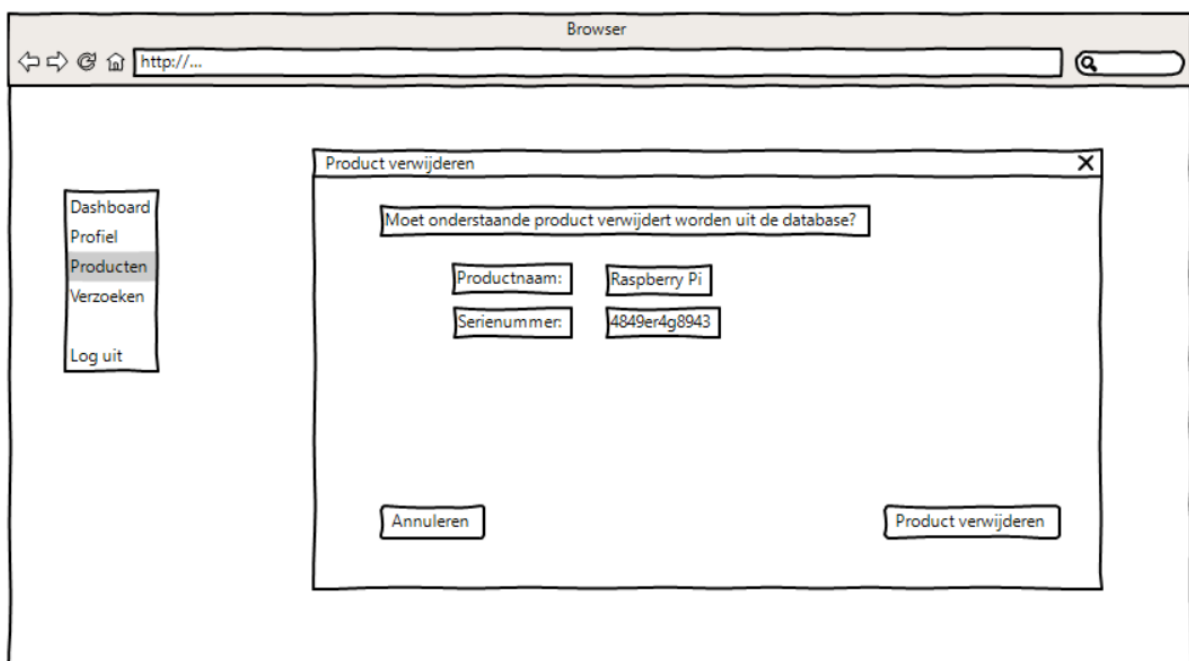 Browser
http://...
Product verwijderen
Dashboard
Profiel
Producten
Verzoeken
Log uit
Moet onderstaande product verwijdert worden uit de database?
Productnaam: Raspberry Pi
Serienummer: 4849er4g8943
Annuleren Product verwijderen